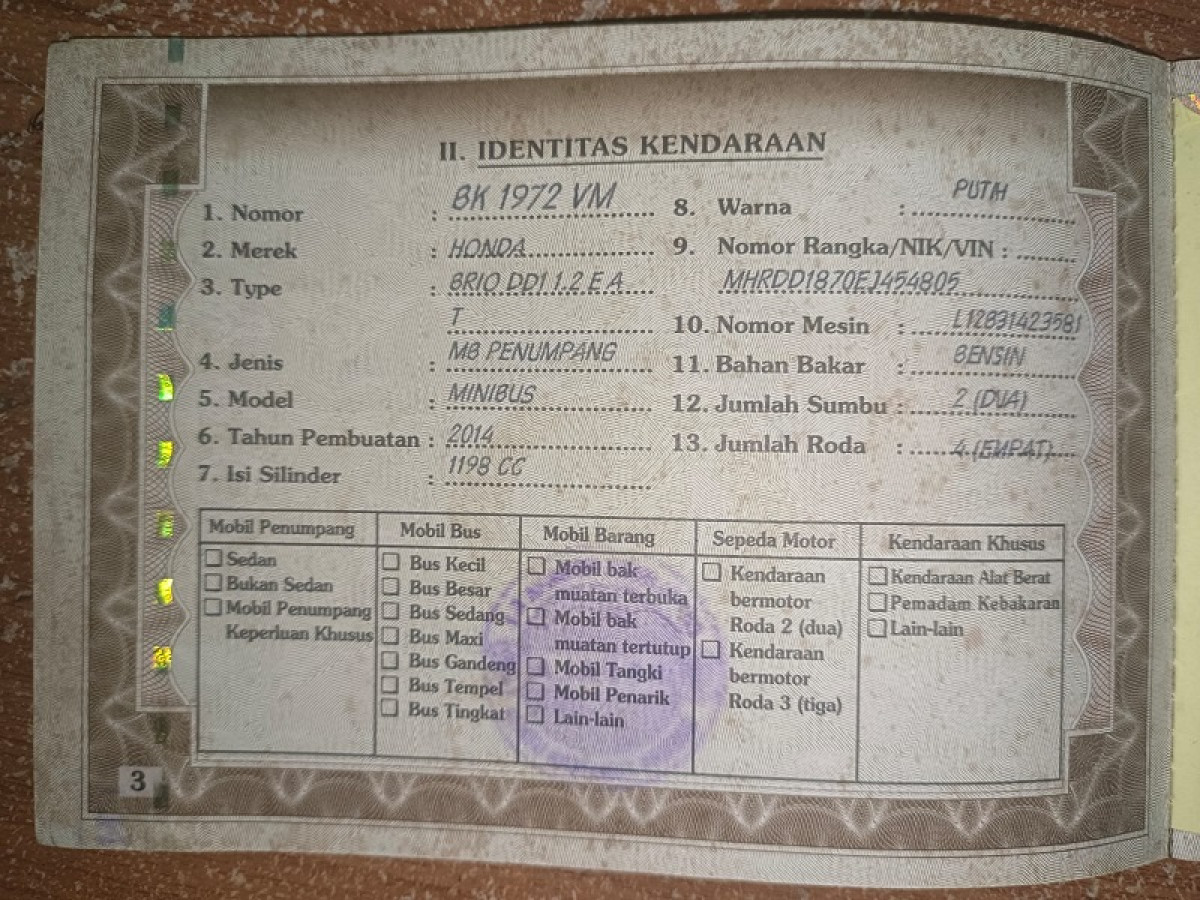 II. IDENTITAS KENDARAAN
1. Nomor : BK 1972 VM
2. Merek : HONDA
3. Type : BRIO DD1 1.2 E A
T
4. Jenis : MB PENUMPANG
5. Model : MINIBUS
6. Tahun Pembuatan : 2014
7. Isi Silinder : 1198 CC
8. Warna : PUTIH
9. Nomor Rangka/NIK/VIN :
MHRDD1870EJ454805
10. Nomor Mesin : L12B31423581
11. Bahan Bakar : BENSIN
12. Jumlah Sumbu : 2 (DUA)
13. Jumlah Roda : 4 (EMPAT)
Mobil Penumpang
Sedan
Bukan Sedan
Mobil Penumpang
Keperluan Khusus
Mobil Bus
Bus Kecil
Bus Besar
Bus Sedang
Bus Maxi
Bus Gandeng
Bus Tempel
Bus Tingkat
Mobil Barang
Mobil bak
muatan terbuka
Mobil bak
muatan tertutup
Mobil Tangki
Mobil Penarik
Lain-lain
Sepeda Motor
Kendaraan
bermotor
Roda 2 (dua)
Kendaraan
bermotor
Roda 3 (tiga)
Kendaraan Khusus
Kendaraan Alat Berat
Pemadam Kebakaran
Lain-lain
3